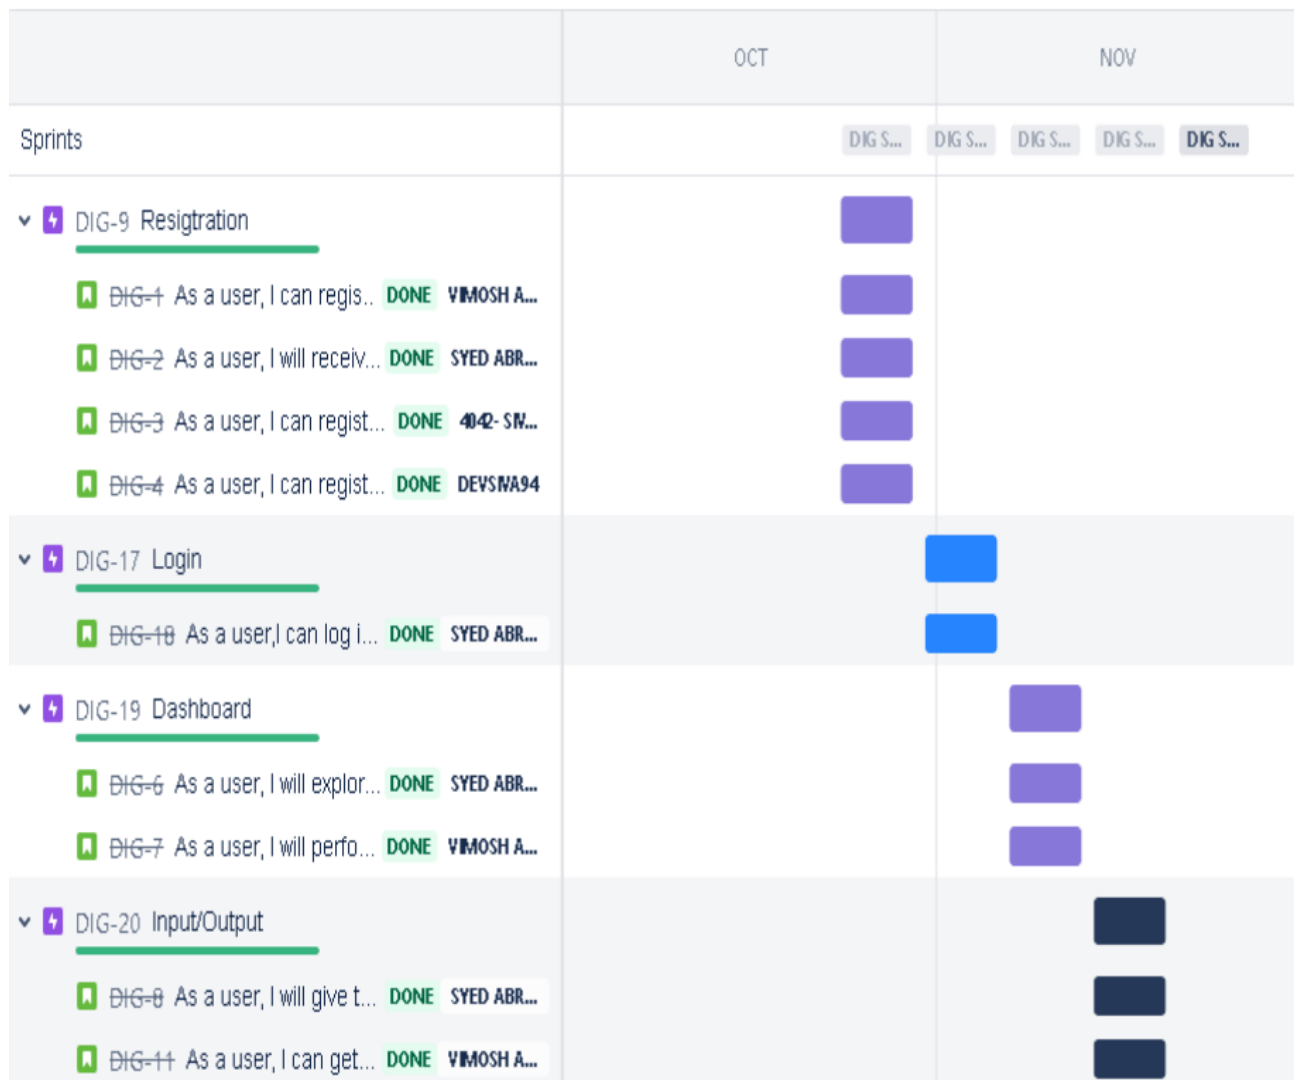 OCT NOV
Sprints DIG S... DIG S... DIG S... DIG S... DIG S...
DIG-9 Resigtration
DIG-1 As a user, I can regis.. DONE VIMOSH A...
DIG-2 As a user, I will receiv... DONE SYED ABR...
DIG-3 As a user, I can regist... DONE 4042- SIV...
DIG-4 As a user, I can regist... DONE DEVSIVA94
DIG-17 Login
DIG-18 As a user,I can log i... DONE SYED ABR...
DIG-19 Dashboard
DIG-6 As a user, I will explor... DONE SYED ABR...
DIG-7 As a user, I will perfo... DONE VIMOSH A...
DIG-20 Input/Output
DIG-8 As a user, I will give t... DONE SYED ABR...
DIG-11 As a user, I can get... DONE VIMOSH A...